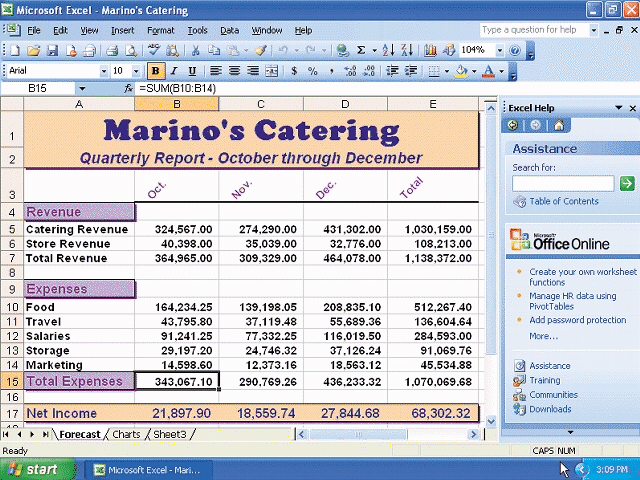 Microsoft Excel - Marino's Catering
File Edit View Insert Format Tools Data Window Help Type a question for help
104%
Arial 10 B I U $ % ,
B15 fx =SUM(B10:B14)
A B C D E
Excel Help
1 Marino's Catering
2 Quarterly Report - October through December
3 Oct. Nov. Dec. Total
4 Revenue
5 Catering Revenue 324,567.00 274,290.00 431,302.00 1,030,159.00
6 Store Revenue 40,398.00 35,039.00 32,776.00 108,213.00
7 Total Revenue 364,965.00 309,329.00 464,078.00 1,138,372.00
8
9 Expenses
10 Food 164,234.25 139,198.05 208,835.10 512,267.40
11 Travel 43,795.80 37,119.48 55,689.36 136,604.64
12 Salaries 91,241.25 77,332.25 116,019.50 284,593.00
13 Storage 29,197.20 24,746.32 37,126.24 91,069.76
14 Marketing 14,598.60 12,373.16 18,563.12 45,534.88
15 Total Expenses 343,067.10 290,769.26 436,233.32 1,070,069.68
16
17 Net Income 21,897.90 18,559.74 27,844.68 68,302.32
Forecast Charts Sheet3
Assistance
Search for:
Table of Contents
Microsoft
Office Online
Create your own worksheet
functions
Manage HR data using
PivotTables
Add password protection
More...
Assistance
Training
Communities
Downloads
Ready CAPS NUM
start Microsoft Excel - Mari... 3:09 PM